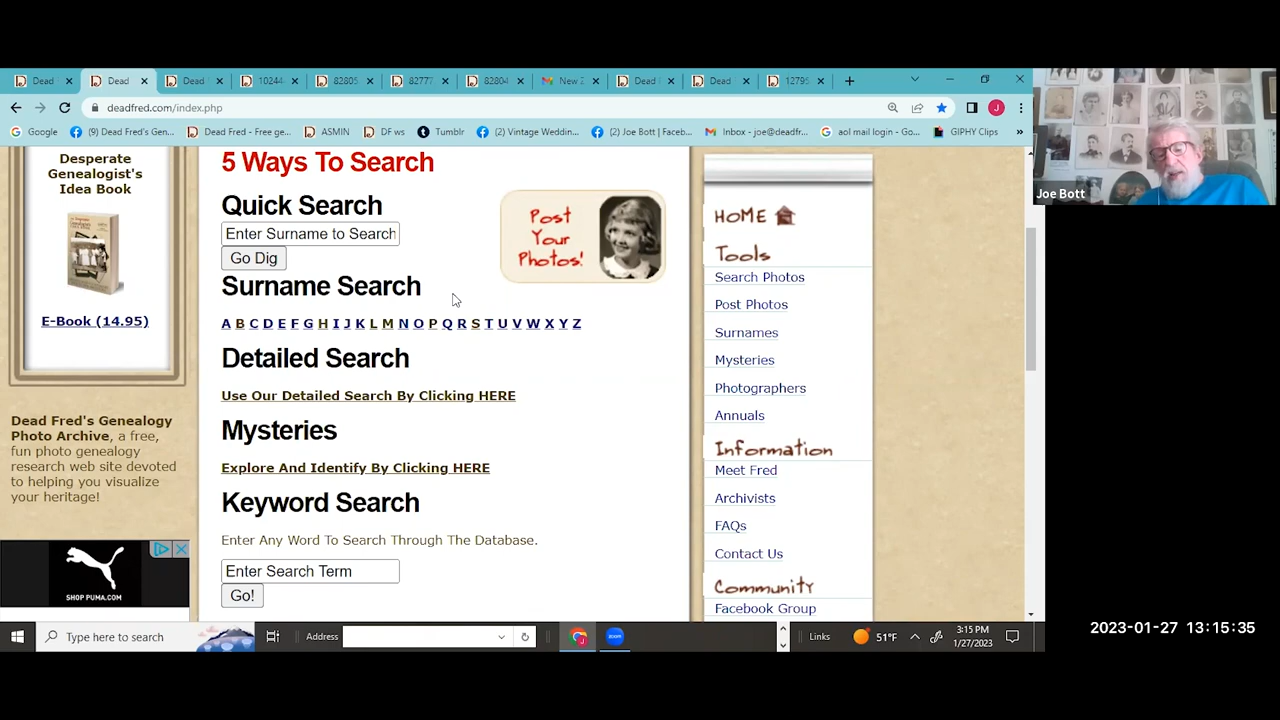 Dead
Dead
Dead
10244
82805
82777
82804
New Z
Dead
Dead
12795
deadfred.com/index.php
J
Google
(9) Dead Fred's Gen...
Dead Fred - Free ge...
ASMIN
DF ws
Tumblr
(2) Vintage Weddin...
(2) Joe Bott | Faceb...
Inbox - joe@deadfr...
aol mail login - Go...
GIPHY Clips
»
Joe Bott
Desperate
Genealogist's
Idea Book
E-Book (14.95)
Dead Fred's Genealogy
Photo Archive, a free,
fun photo genealogy
research web site devoted
to helping you visualize
your heritage!
SHOP PUMA.COM
5 Ways To Search
Quick Search
Enter Surname to Search
Go Dig
Post
Your
Photos!
Surname Search
A B C D E F G H I J K L M N O P Q R S T U V W X Y Z
Detailed Search
Use Our Detailed Search By Clicking HERE
Mysteries
Explore And Identify By Clicking HERE
Keyword Search
Enter Any Word To Search Through The Database.
Enter Search Term
Go!
HOME
Tools
Search Photos
Post Photos
Surnames
Mysteries
Photographers
Annuals
Information
Meet Fred
Archivists
FAQs
Contact Us
Community
Facebook Group
Type here to search
Address
zoom
Links
51°F
3:15 PM
1/27/2023
2023-01-27 13:15:35